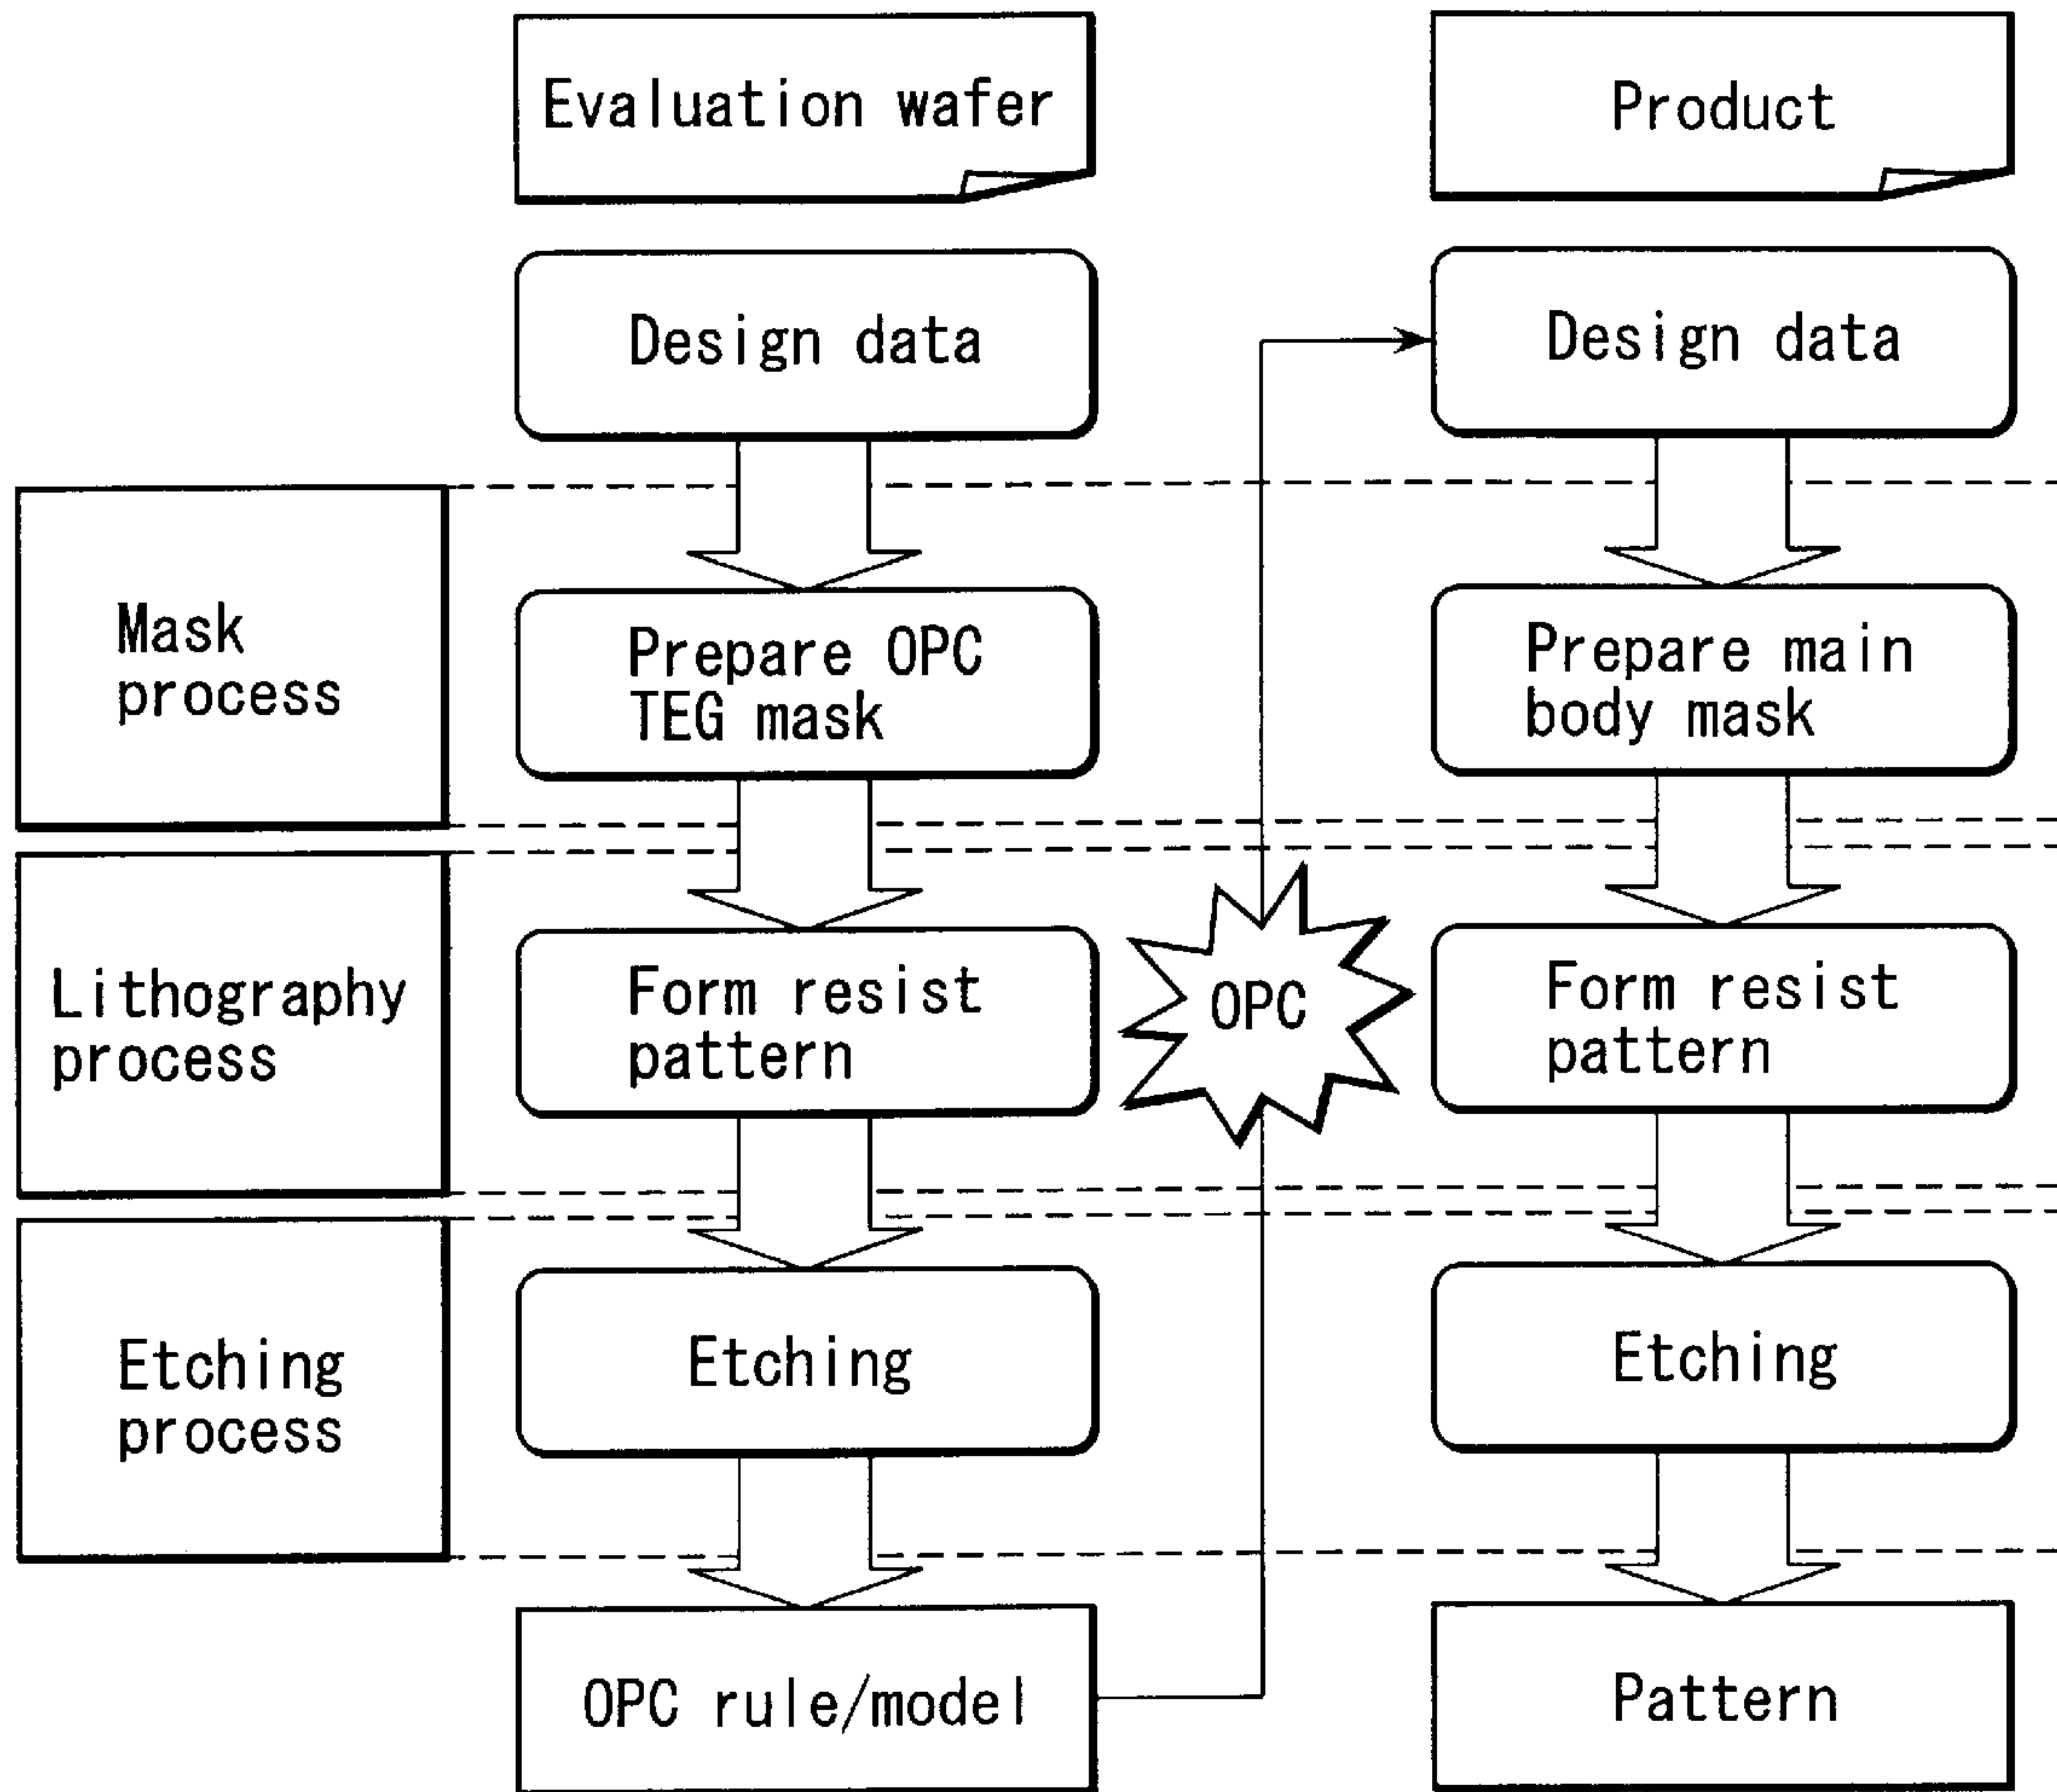 Evaluation wafer
Product
Design data
Design data
Mask
process
Prepare OPC
TEG mask
Prepare main
body mask
Lithography
process
Form resist
pattern
OPC
Form resist
pattern
Etching
process
Etching
Etching
OPC rule/model
Pattern